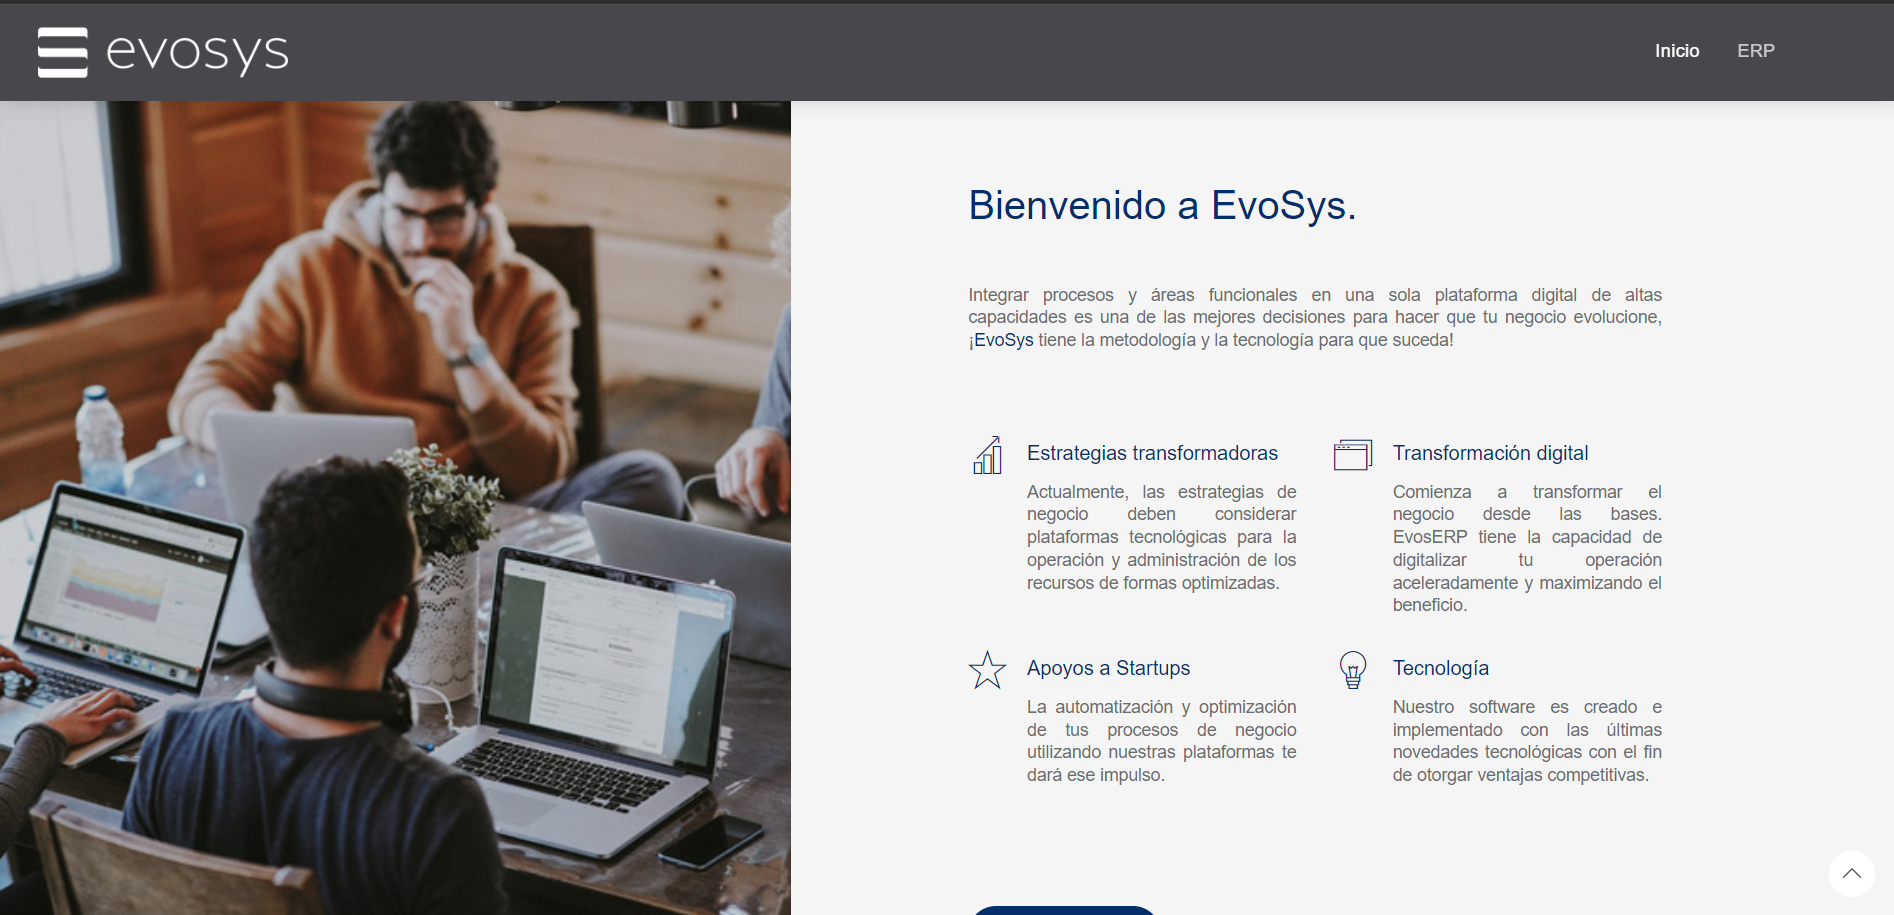 evosys
Inicio
ERP
Bienvenido a EvoSys.
Integrar procesos y áreas funcionales en una sola plataforma digital de altas
capacidades es una de las mejores decisiones para hacer que tu negocio evolucione,
¡EvoSys tiene la metodología y la tecnología para que suceda!
Estrategias transformadoras
Actualmente, las estrategias de
negocio deben considerar
plataformas tecnológicas para la
operación y administración de los
recursos de formas optimizadas.
Transformación digital
Comienza a transformar el
negocio desde las bases.
EvosERP tiene la capacidad de
digitalizar tu operación
aceleradamente y maximizando el
beneficio.
Apoyos a Startups
La automatización y optimización
de tus procesos de negocio
utilizando nuestras plataformas te
dará ese impulso.
Tecnología
Nuestro software es creado e
implementado con las últimas
novedades tecnológicas con el fin
de otorgar ventajas competitivas.